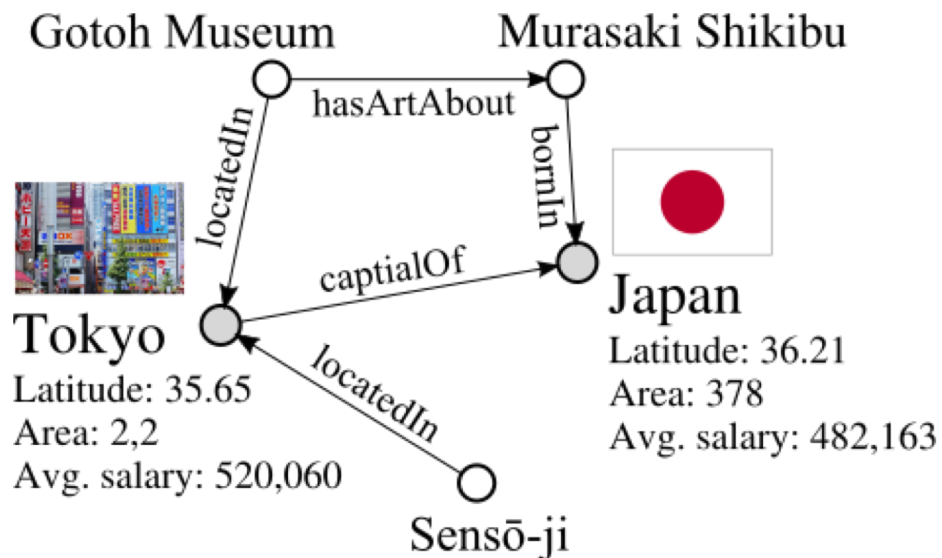 Gotoh Museum
Murasaki Shikibu
hasArtAbout
locatedIn
bornIn
captialOf
Tokyo
Latitude: 35.65
Area: 2,2
Avg. salary: 520,060
Japan
Latitude: 36.21
Area: 378
Avg. salary: 482,163
locatedIn
Sensō-ji